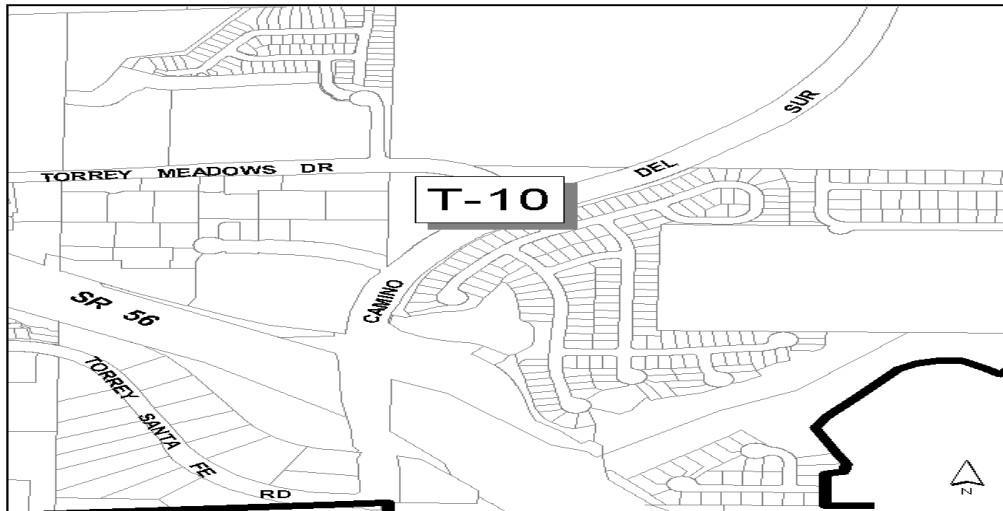 SUR
DEL
TORREY MEADOWS DR
T-10
CAMINO
SR 56
TORREY SANTA FE RD
N